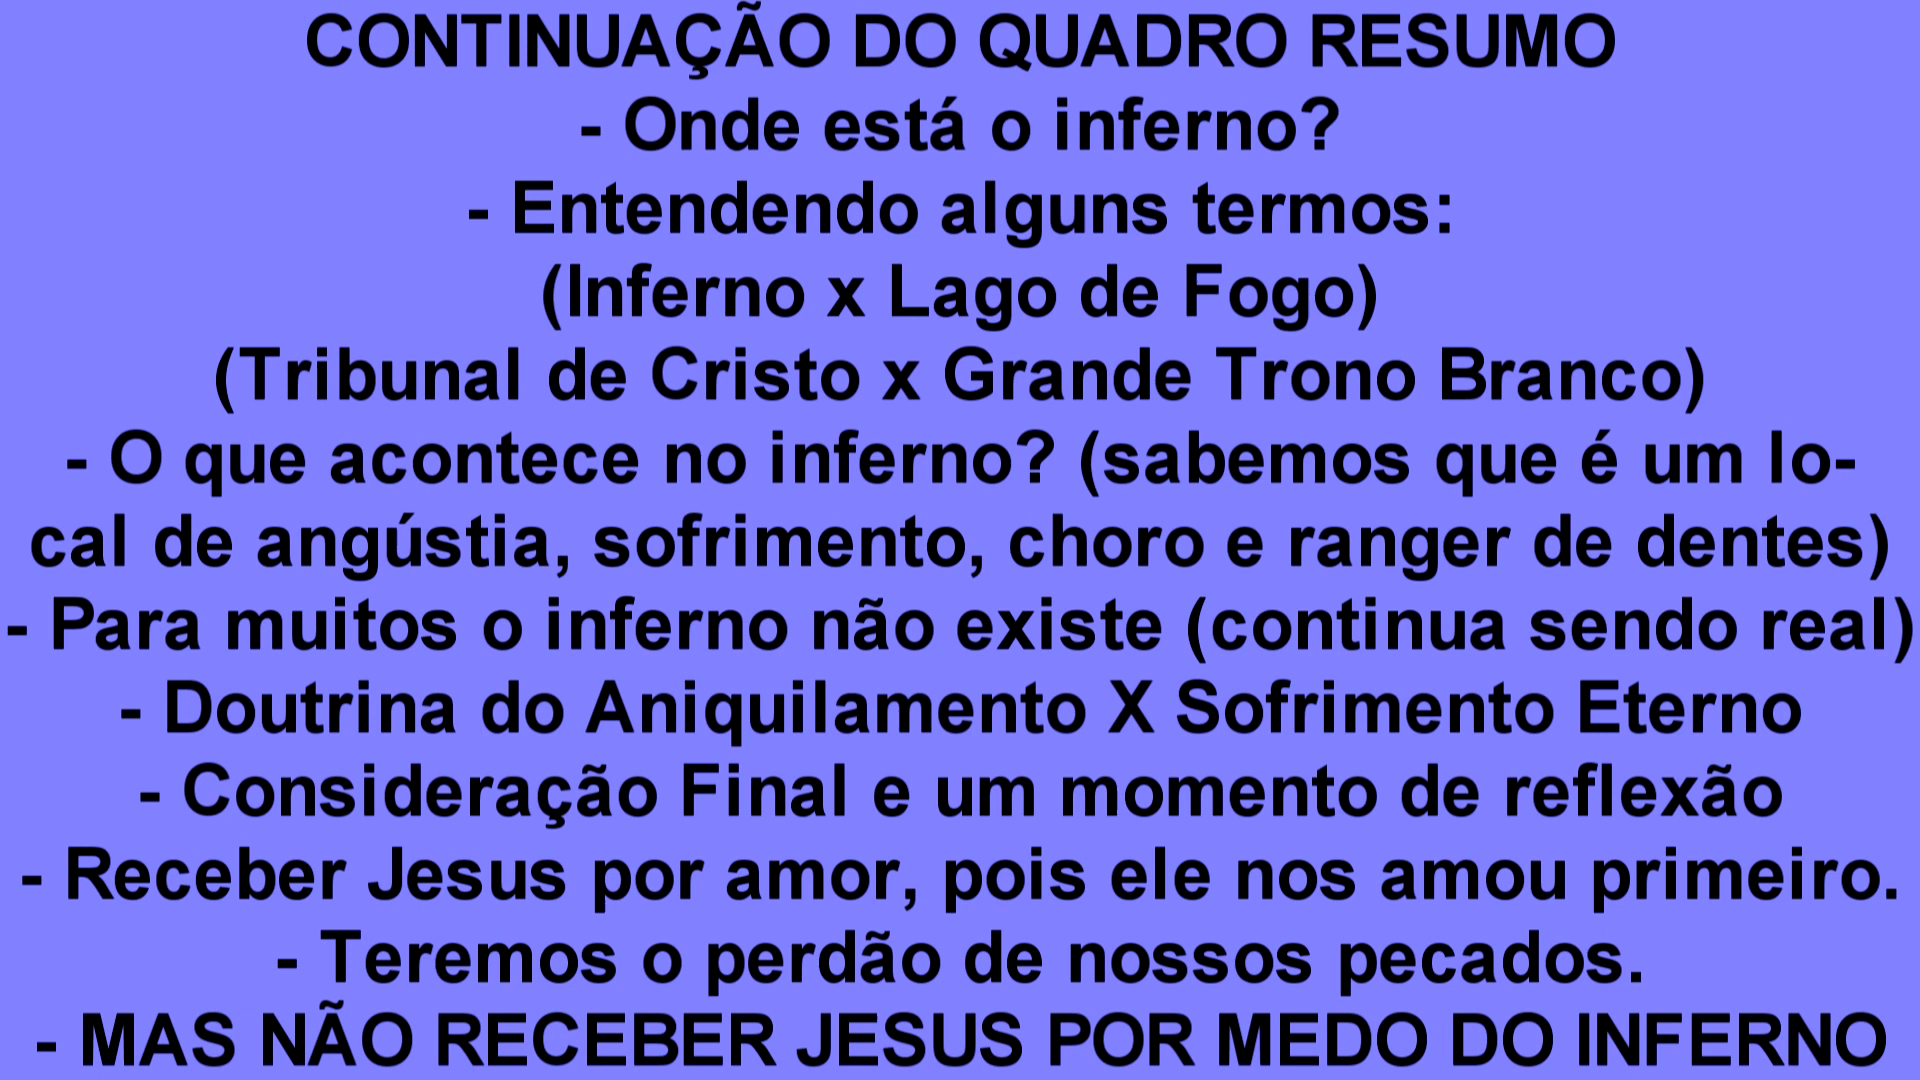 CONTINUAÇÃO DO QUADRO RESUMO
- Onde está o inferno?
- Entendendo alguns termos:
(Inferno x Lago de Fogo)
(Tribunal de Cristo x Grande Trono Branco)
- O que acontece no inferno? (sabemos que é um lo-
cal de angústia, sofrimento, choro e ranger de dentes)
- Para muitos o inferno não existe (continua sendo real)
- Doutrina do Aniquilamento X Sofrimento Eterno
- Consideração Final e um momento de reflexão
- Receber Jesus por amor, pois ele nos amou primeiro.
- Teremos o perdão de nossos pecados.
- MAS NÃO RECEBER JESUS POR MEDO DO INFERNO